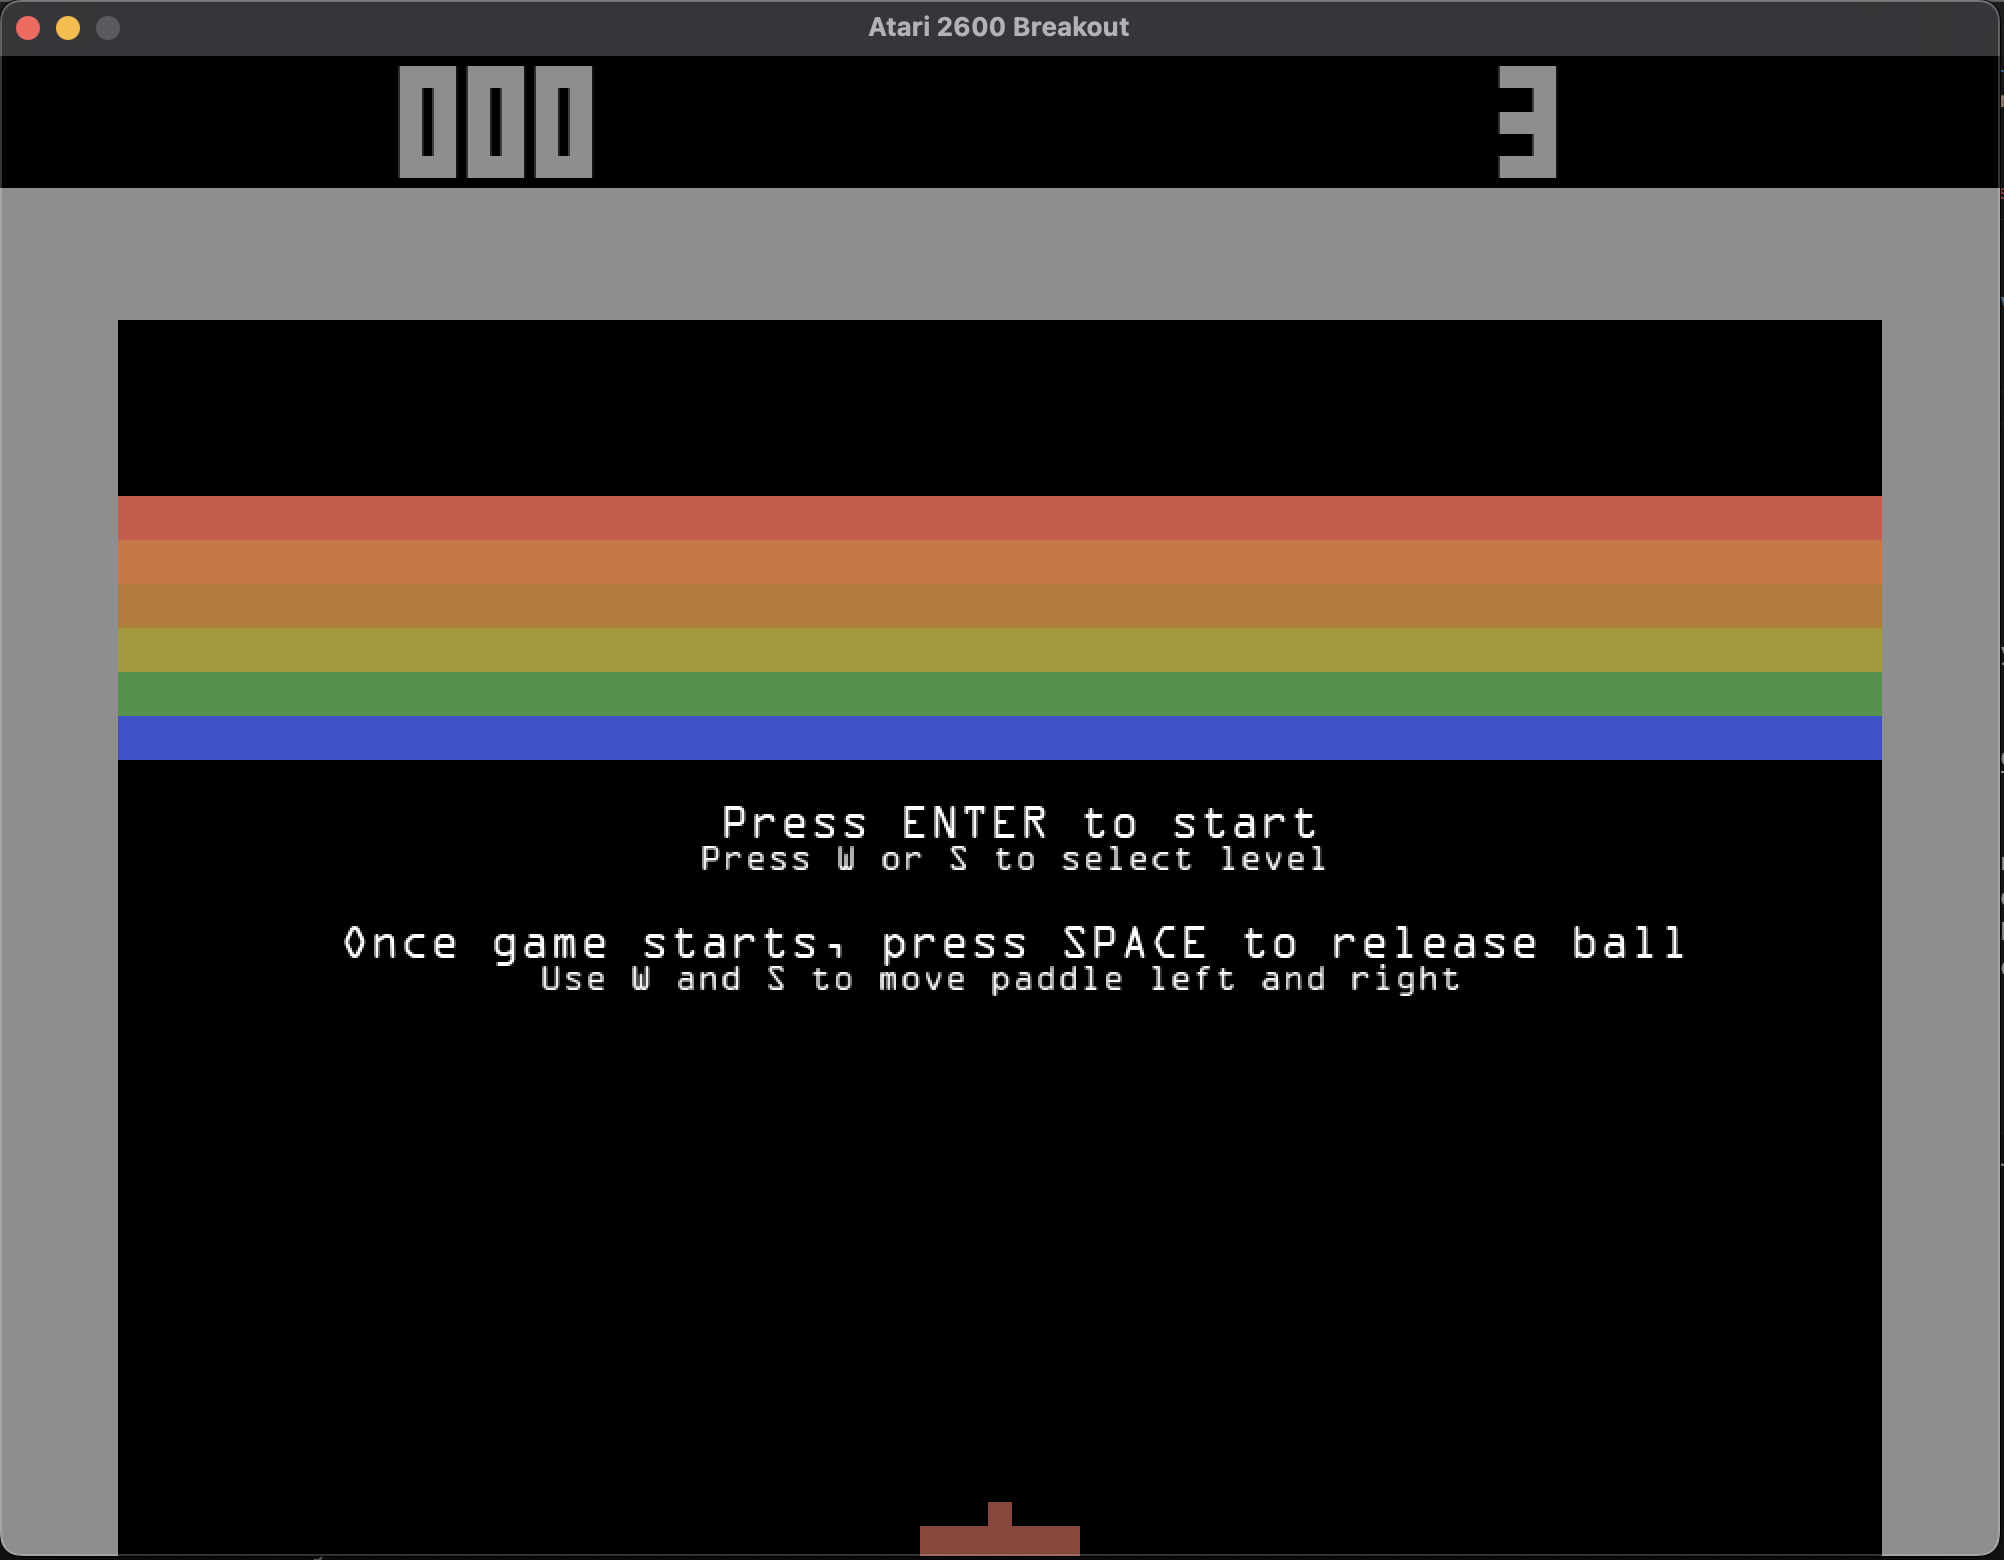 Atari 2600 Breakout
000 3
Press ENTER to start
Press W or S to select level
Once game starts, press SPACE to release ball
Use W and S to move paddle left and right